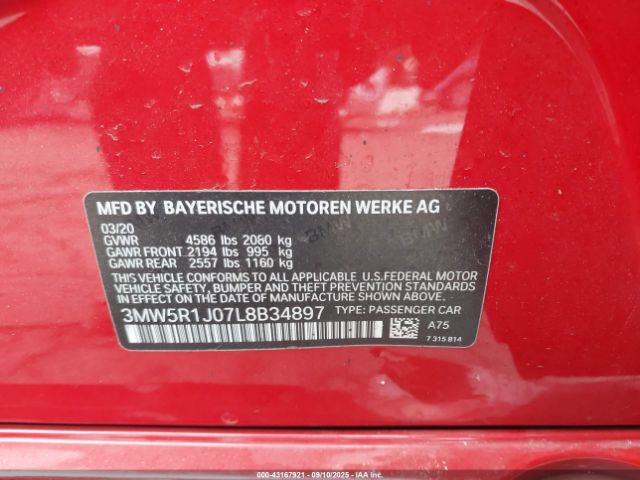 MFD BY BAYERISCHE MOTOREN WERKE AG
03/20
GVWR 4586 lbs 2080 kg
GAWR FRONT 2194 lbs 995 kg
GAWR REAR 2557 lbs 1160 kg
THIS VEHICLE CONFORMS TO ALL APPLICABLE U.S.FEDERAL MOTOR
VEHICLE SAFETY, BUMPER AND THEFT PREVENTION STANDARDS
IN EFFECT ON THE DATE OF MANUFACTURE SHOWN ABOVE.
3MW5R1J07L8B34897 TYPE: PASSENGER CAR
A75
7 315 814
000-43167921 - 09/10/2025 - IAAI.COM